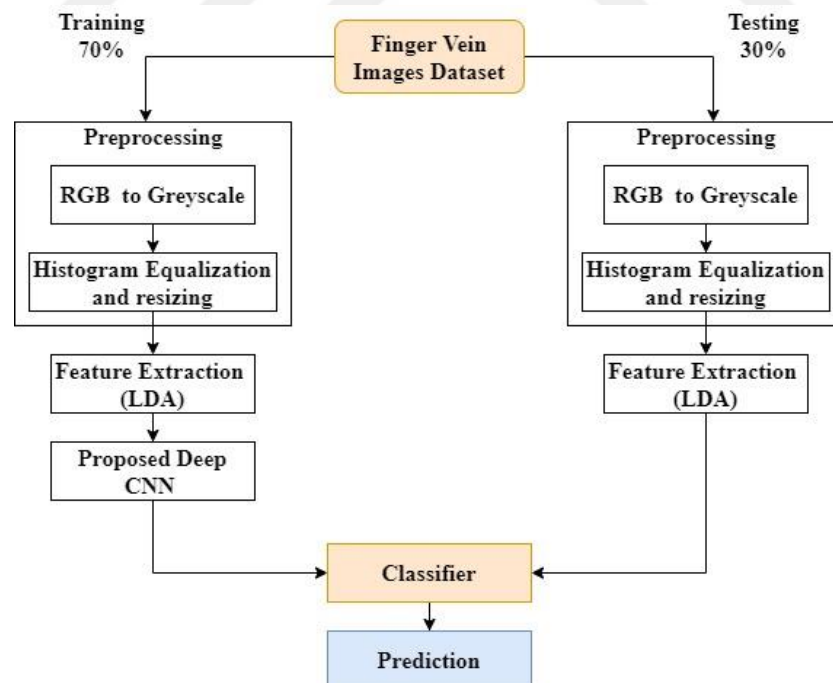 Training
70%
Finger Vein
Images Dataset
Testing
30%
Preprocessing
RGB to Greyscale
Histogram Equalization
and resizing
Feature Extraction
(LDA)
Proposed Deep
CNN
Preprocessing
RGB to Greyscale
Histogram Equalization
and resizing
Feature Extraction
(LDA)
Classifier
Prediction